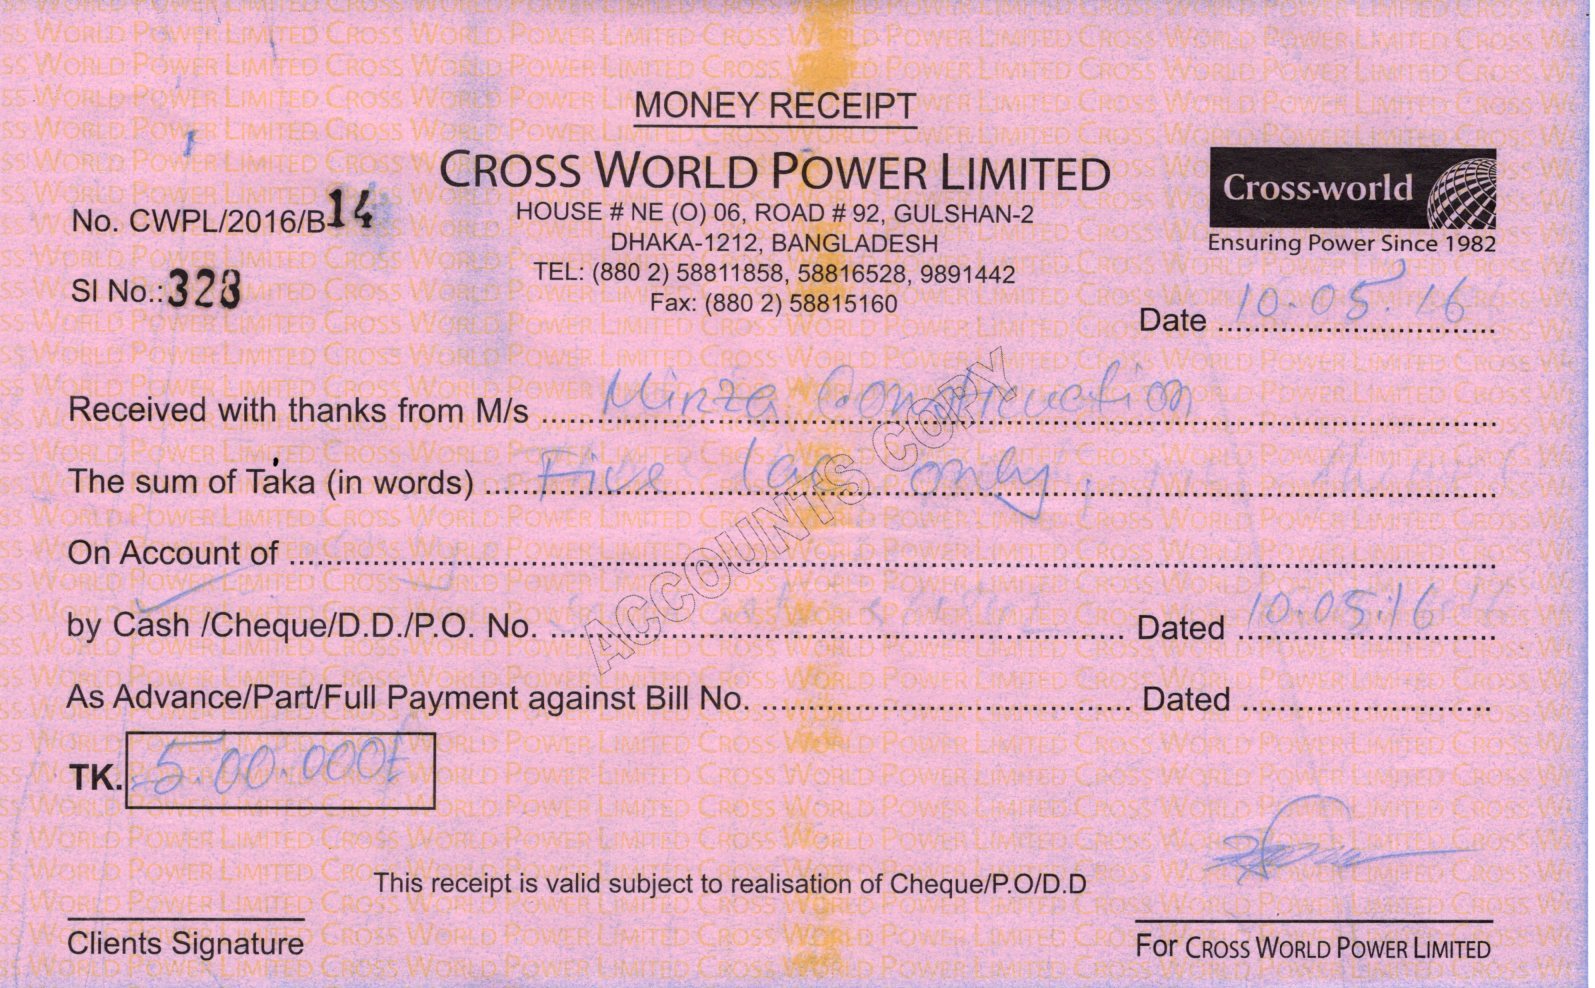 MONEY RECEIPT
CROSS WORLD POWER LIMITED
HOUSE # NE (O) 06, ROAD # 92, GULSHAN-2
DHAKA-1212, BANGLADESH
TEL: (880 2) 58811858, 58816528, 9891442
Fax: (880 2) 58815160
Cross-world
Ensuring Power Since 1982
No. CWPL/2016/B 14
Sl No.: 328
Date 10.05.16
Received with thanks from M/s Mirza Construction
The sum of Taka (in words) Five lac only,
On Account of
by Cash /Cheque/D.D./P.O. No. Dated 10.05.16
As Advance/Part/Full Payment against Bill No. Dated
TK. 5.00.000/
ACCOUNTS COPY
This receipt is valid subject to realisation of Cheque/P.O/D.D
Clients Signature
For CROSS WORLD POWER LIMITED